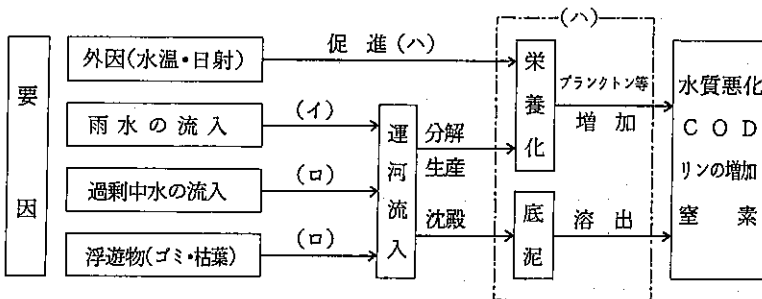 要因
外因(水温・日射)
雨水の流入
過剰中水の流入
浮遊物(ゴミ・枯葉)
促進(ハ)
(イ)
(ロ)
(ロ)
運河流入
分解
生産
沈殿
(ハ)
栄養化
底泥
プランクトン等
増加
溶出
水質悪化
COD
リンの増加
窒素